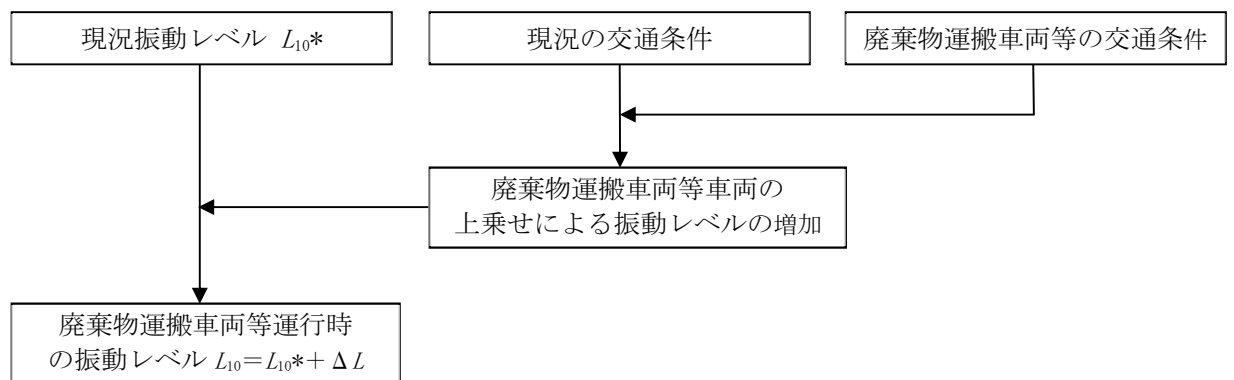 現況振動レベル L10*
現況の交通条件
廃棄物運搬車両等の交通条件
廃棄物運搬車両等車両の
上乗せによる振動レベルの増加
廃棄物運搬車両等運行時
の振動レベル L10=L10*+ΔL